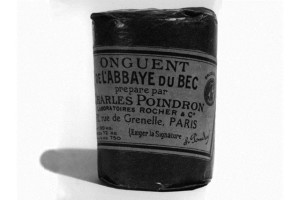 ONGUENT
DE L'ABBAYE DU BEC
préparé par
CHARLES POINDRON
LABORATOIRES ROCHER & Cie
rue de Grenelle, PARIS
Exiger la Signature